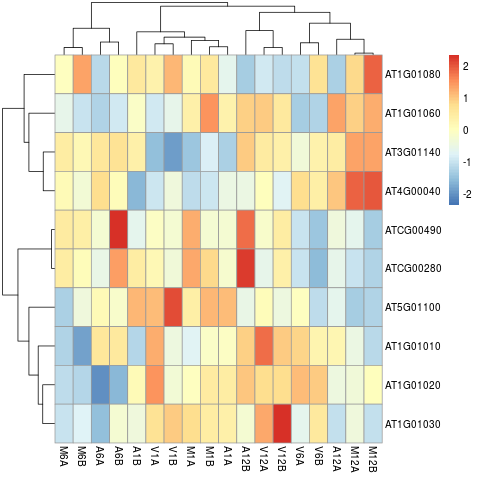 AT1G01080
AT1G01060
AT3G01140
AT4G00040
ATCG00490
ATCG00280
AT5G01100
AT1G01010
AT1G01020
AT1G01030
M6A M6B A6A A6B A1B V1A V1B M1A M1B A1A A12B V12A V12B V6A V6B A12A M12A M12B
2
1
0
-1
-2